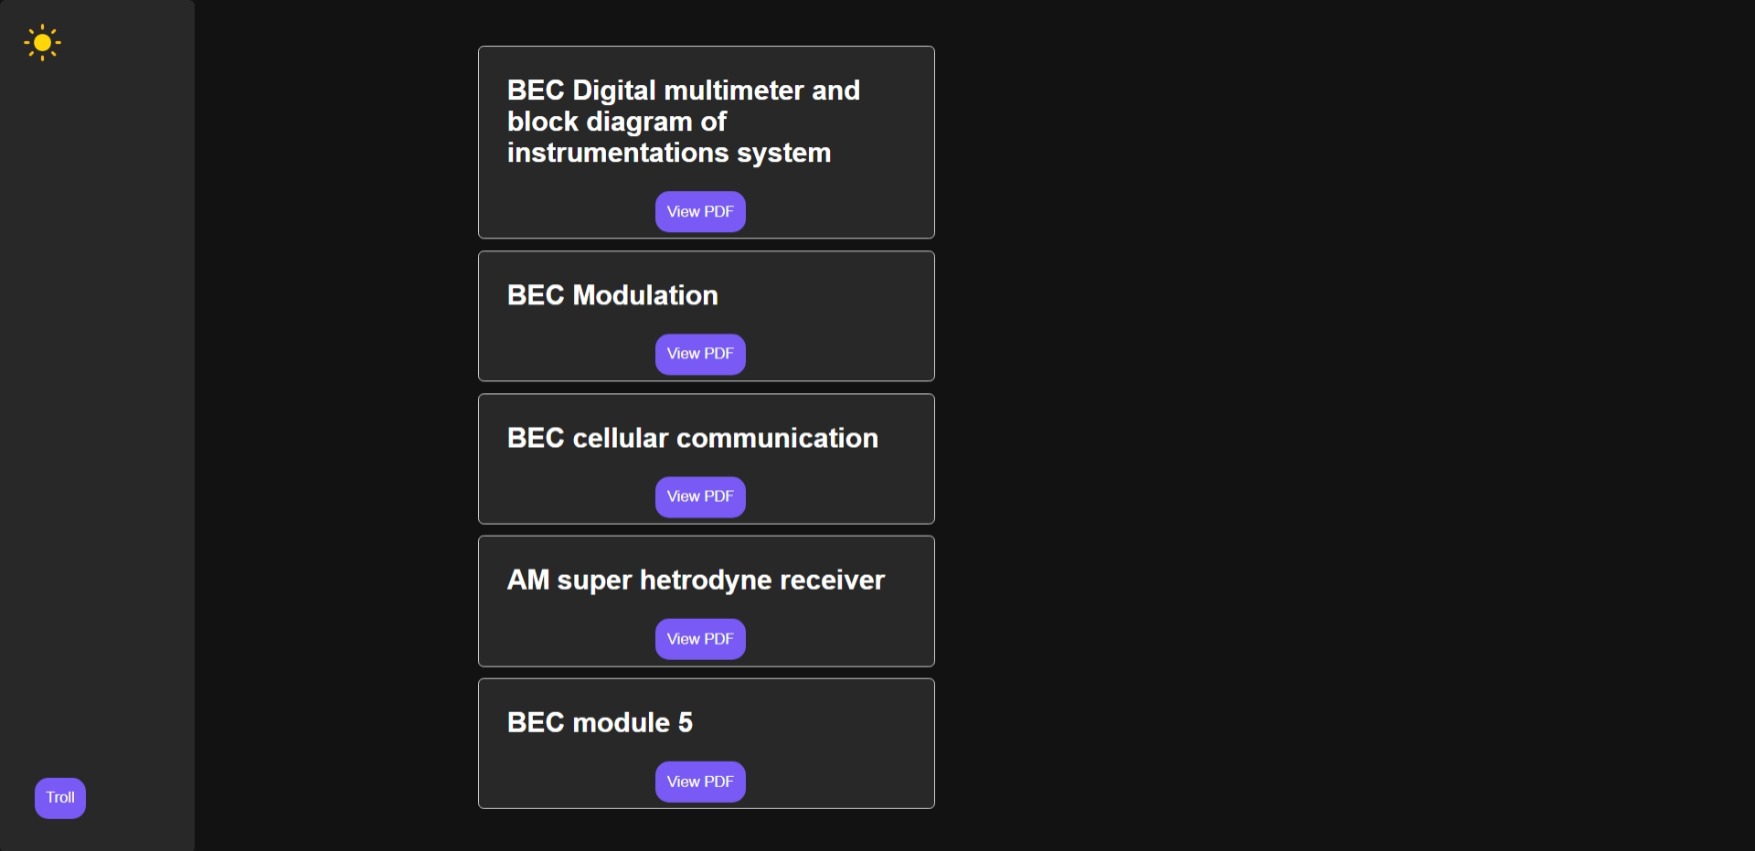 BEC Digital multimeter and
block diagram of
instrumentations system
View PDF
BEC Modulation
View PDF
BEC cellular communication
View PDF
AM super hetrodyne receiver
View PDF
BEC module 5
View PDF
Troll